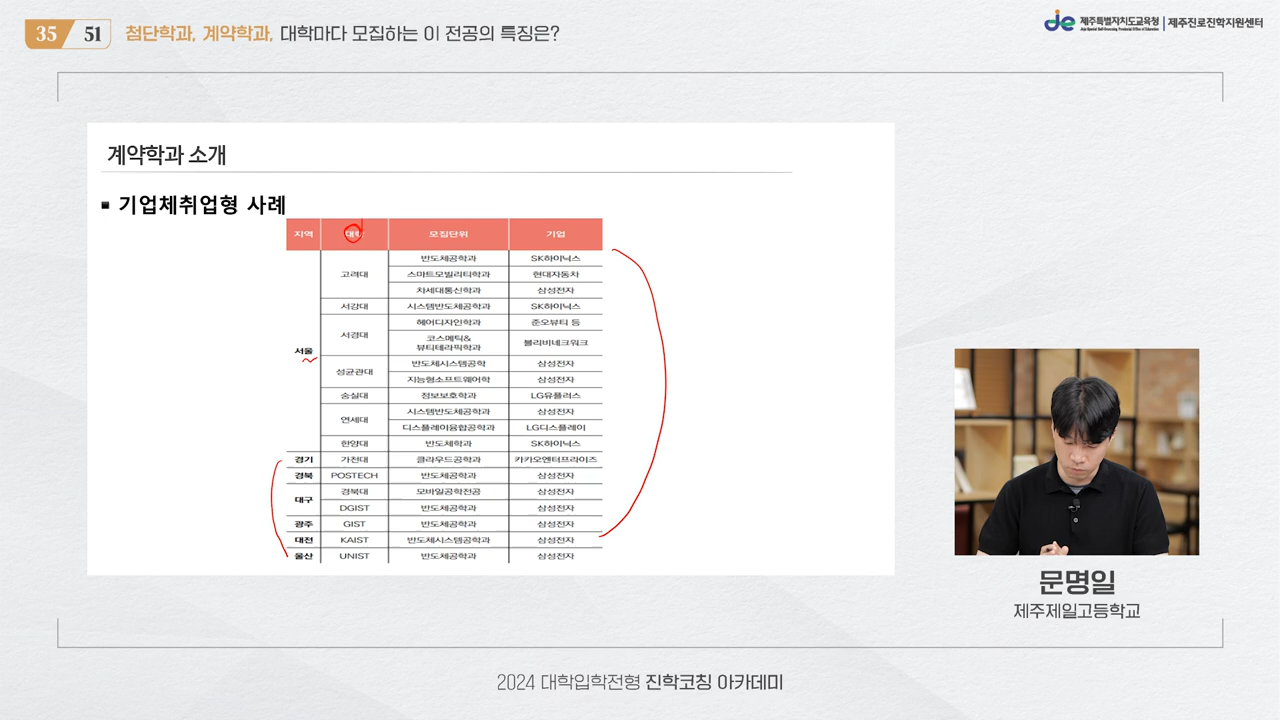 35 51 첨단학과, 계약학과, 대학마다 모집하는 이 전공의 특징은?
제주특별자치도교육청 제주진로진학지원센터
계약학과 소개
기업체취업형 사례
지역 대학 모집단위 기업
서울 고려대 반도체공학과 SK하이닉스
스마트모빌리티학과 현대자동차
차세대통신학과 삼성전자
서강대 시스템반도체공학과 SK하이닉스
서경대 헤어디자인학과 준오뷰티 등
코스메틱&
뷰티테라픽학과 블리비네크워크
성균관대 반도체시스템공학 삼성전자
지능형소프트웨어학 삼성전자
숭실대 정보보호학과 LG유플러스
연세대 시스템반도체공학과 삼성전자
디스플레이융합공학과 LG디스플레이
한양대 반도체학과 SK하이닉스
경기 가천대 클라우드공학과 카카오엔터프라이즈
경북 POSTECH 반도체공학과 삼성전자
대구 경북대 모바일공학전공 삼성전자
DGIST 반도체공학과 삼성전자
광주 GIST 반도체공학과 삼성전자
대전 KAIST 반도체시스템공학과 삼성전자
울산 UNIST 반도체공학과 삼성전자
문명일
제주제일고등학교
2024 대학입학전형 진학코칭 아카데미